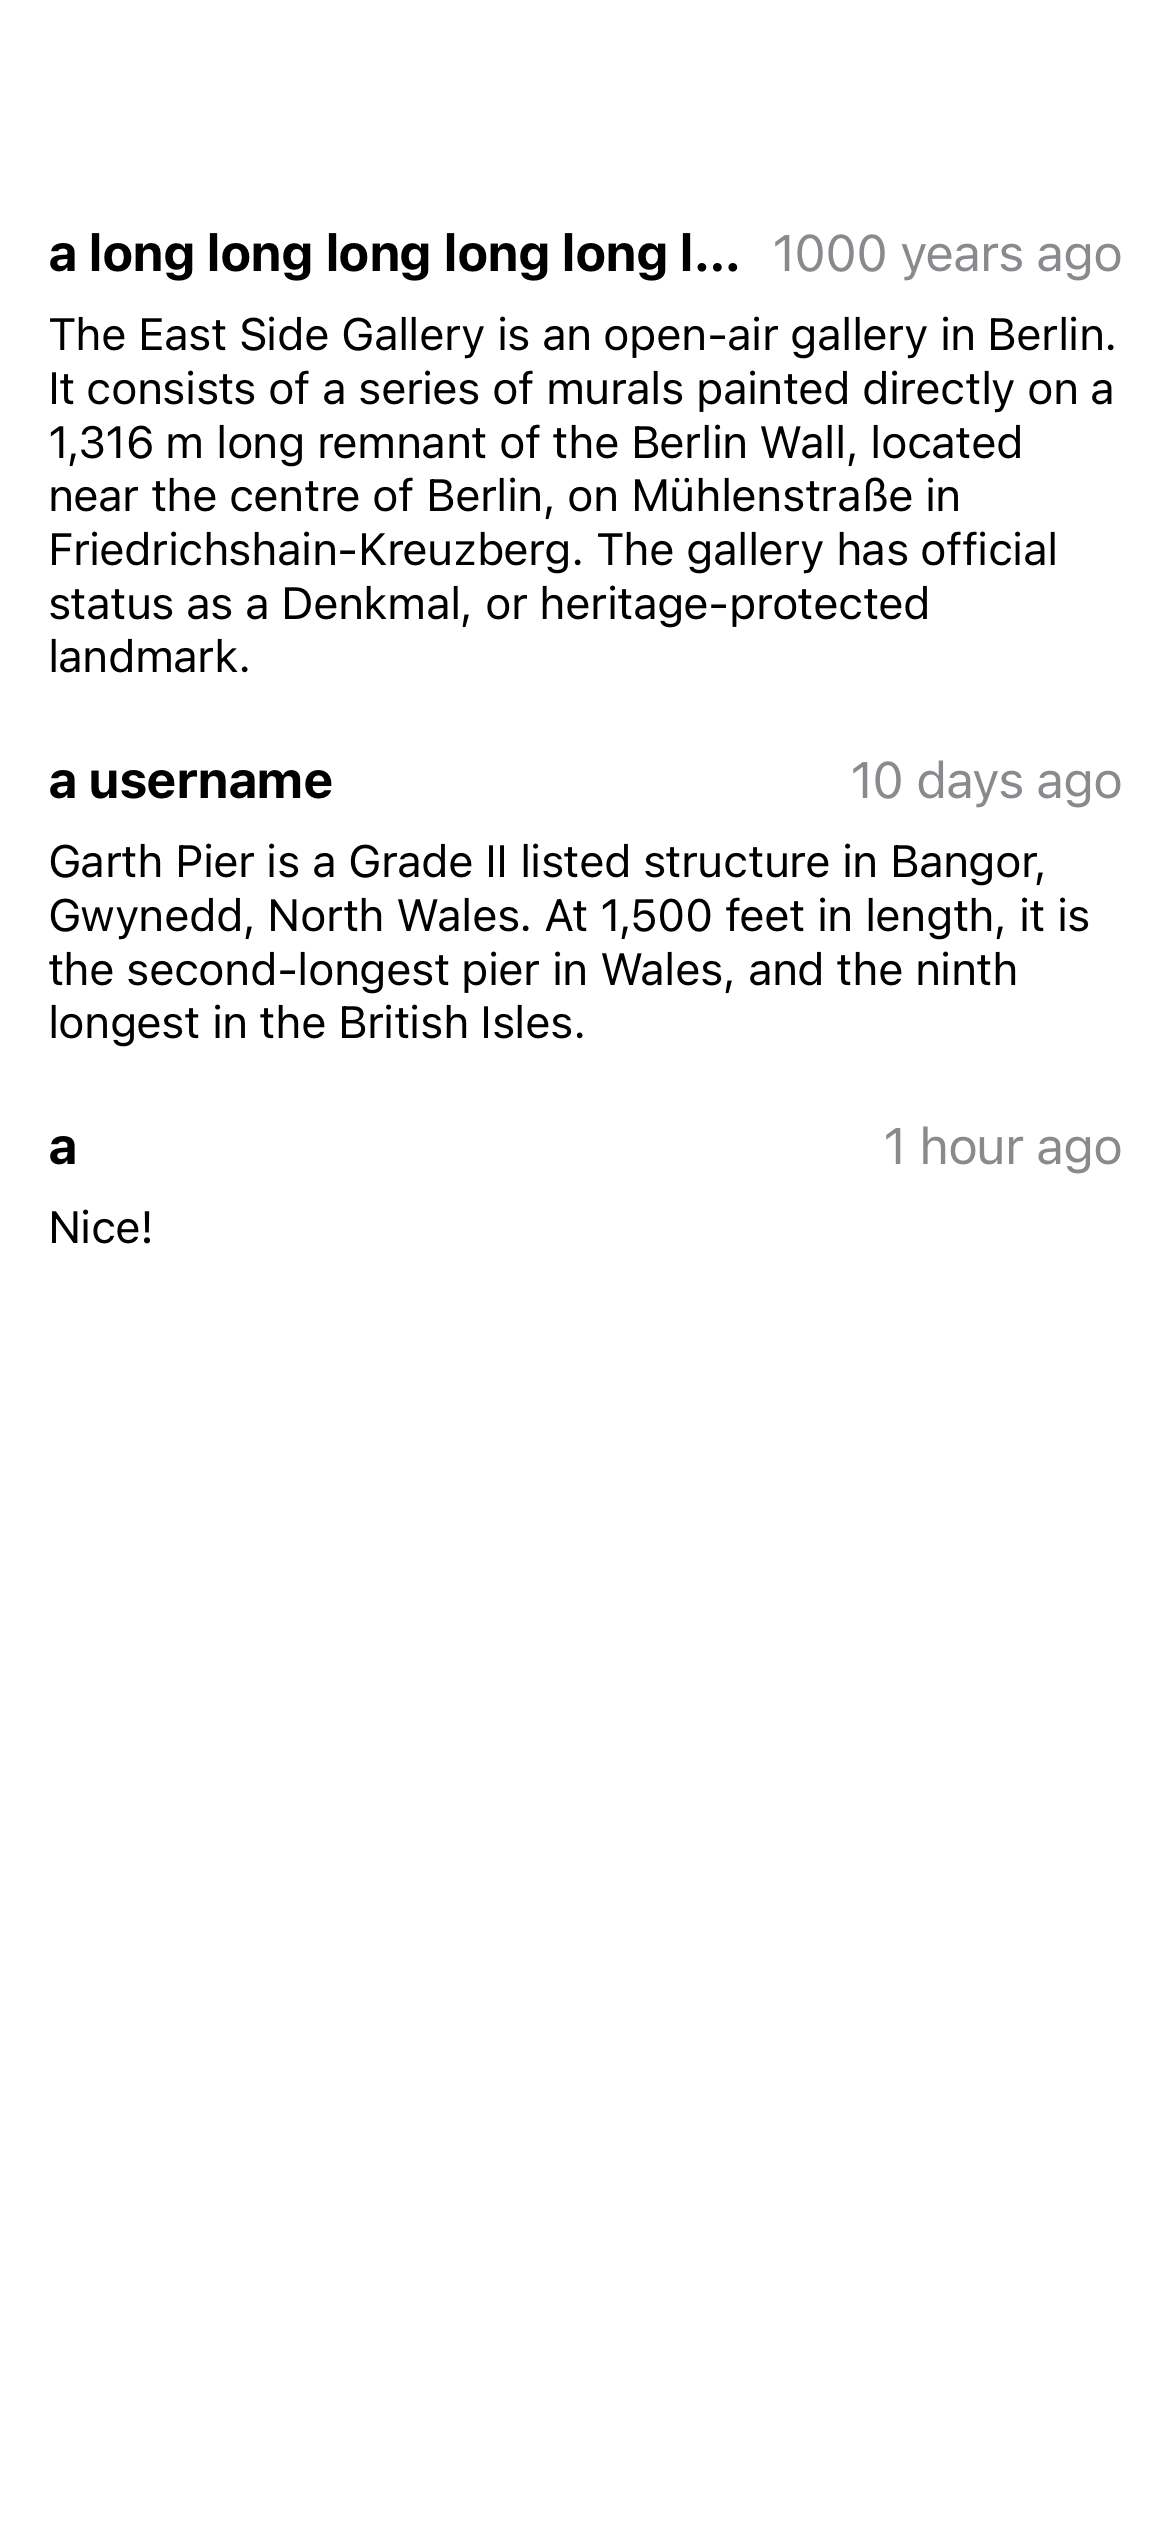 a long long long long long l... 1000 years ago
The East Side Gallery is an open-air gallery in Berlin.
It consists of a series of murals painted directly on a
1,316 m long remnant of the Berlin Wall, located
near the centre of Berlin, on Mühlenstraße in
Friedrichshain-Kreuzberg. The gallery has official
status as a Denkmal, or heritage-protected
landmark.
a username 10 days ago
Garth Pier is a Grade II listed structure in Bangor,
Gwynedd, North Wales. At 1,500 feet in length, it is
the second-longest pier in Wales, and the ninth
longest in the British Isles.
a 1 hour ago
Nice!